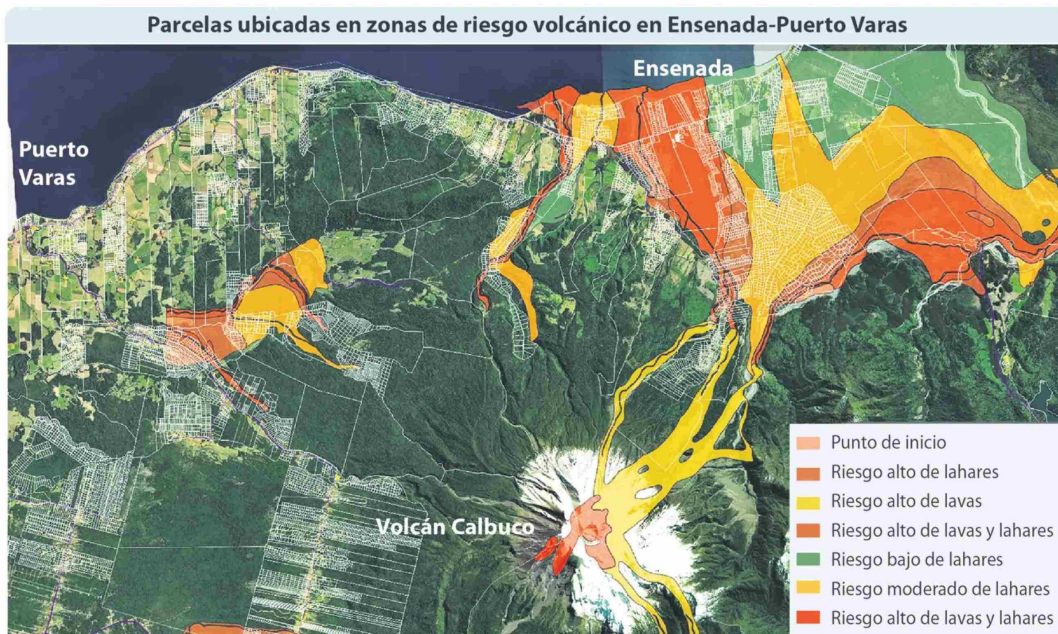 Parcelas ubicadas en zonas de riesgo volcánico en Ensenada-Puerto Varas
Ensenada
Puerto
Varas
Volcán Calbuco
Punto de inicio
Riesgo alto de lahares
Riesgo alto de lavas
Riesgo alto de lavas y lahares
Riesgo bajo de lahares
Riesgo moderado de lahares
Riesgo alto de lavas y lahares